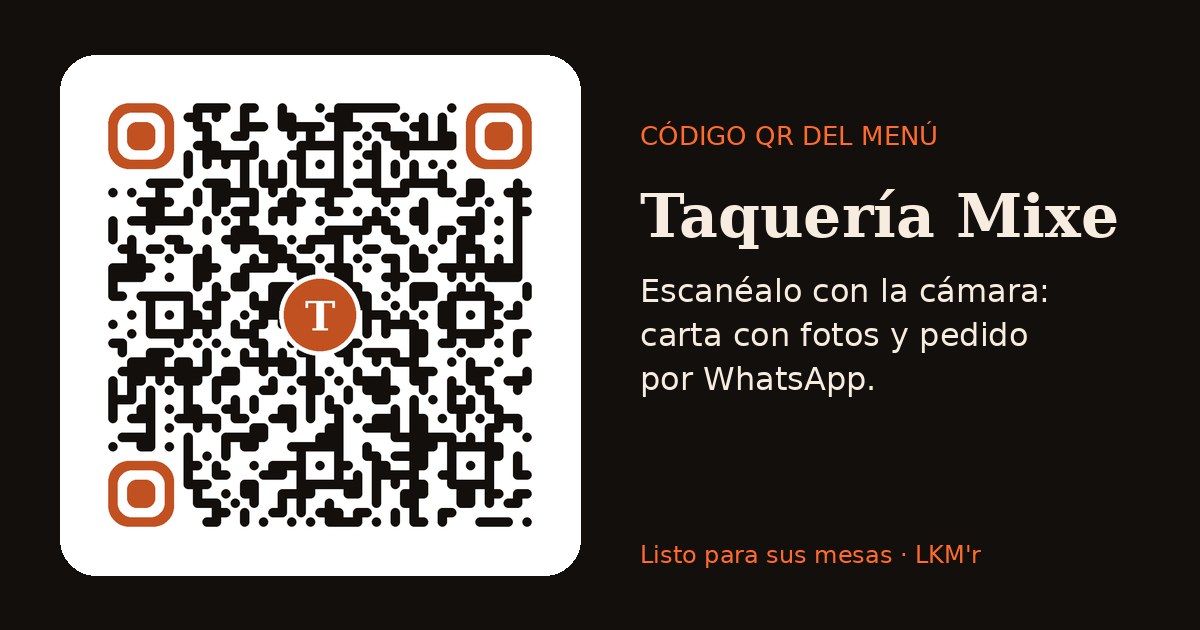 T
CÓDIGO QR DEL MENÚ
Taquería Mixe
Escanéalo con la cámara:
carta con fotos y pedido
por WhatsApp.
Listo para sus mesas · LKM'r